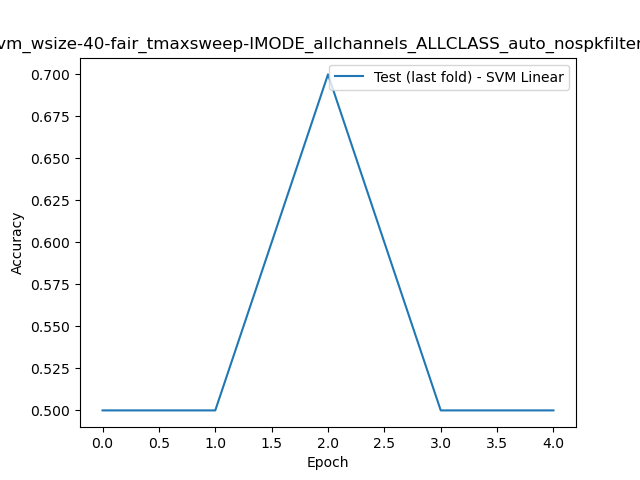 vm_wsize-40-fair_tmaxsweep-IMODE_allchannels_ALLCLASS_auto_nospkfilter
Test (last fold) - SVM Linear
0.700
0.675
0.650
0.625
0.600
0.575
0.550
0.525
0.500
Accuracy
0.0 0.5 1.0 1.5 2.0 2.5 3.0 3.5 4.0
Epoch